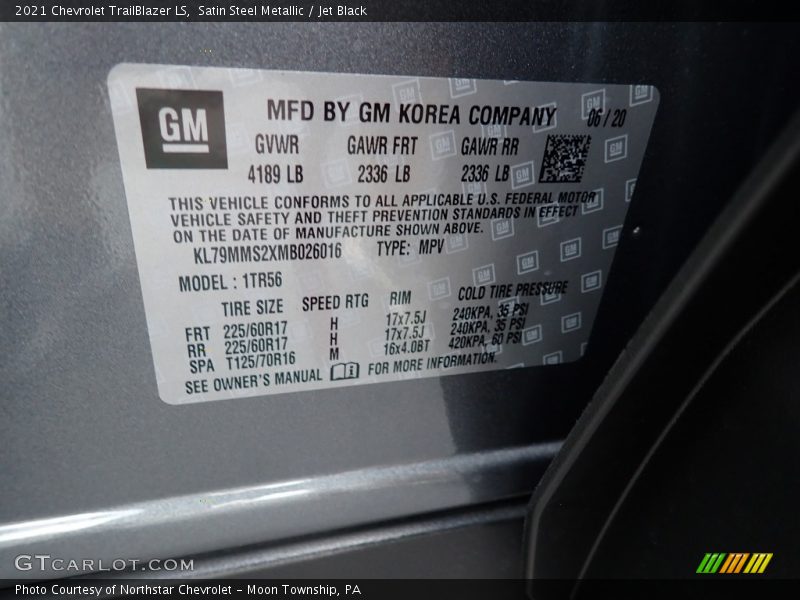 2021 Chevrolet TrailBlazer LS, Satin Steel Metallic / Jet Black
GM
MFD BY GM KOREA COMPANY 06/20
GVWR GAWR FRT GAWR RR
4189 LB 2336 LB 2336 LB
THIS VEHICLE CONFORMS TO ALL APPLICABLE U.S. FEDERAL MOTOR
VEHICLE SAFETY AND THEFT PREVENTION STANDARDS IN EFFECT
ON THE DATE OF MANUFACTURE SHOWN ABOVE.
KL79MMS2XMB026016 TYPE: MPV
MODEL : 1TR56
TIRE SIZE SPEED RTG RIM COLD TIRE PRESSURE
FRT 225/60R17 H 17x7.5J 240KPA, 35 PSI
RR 225/60R17 H 17x7.5J 240KPA, 35 PSI
SPA T125/70R16 M 16x4.0BT 420KPA, 60 PSI
SEE OWNER'S MANUAL FOR MORE INFORMATION.
GTcarlot.com
Photo Courtesy of Northstar Chevrolet - Moon Township, PA